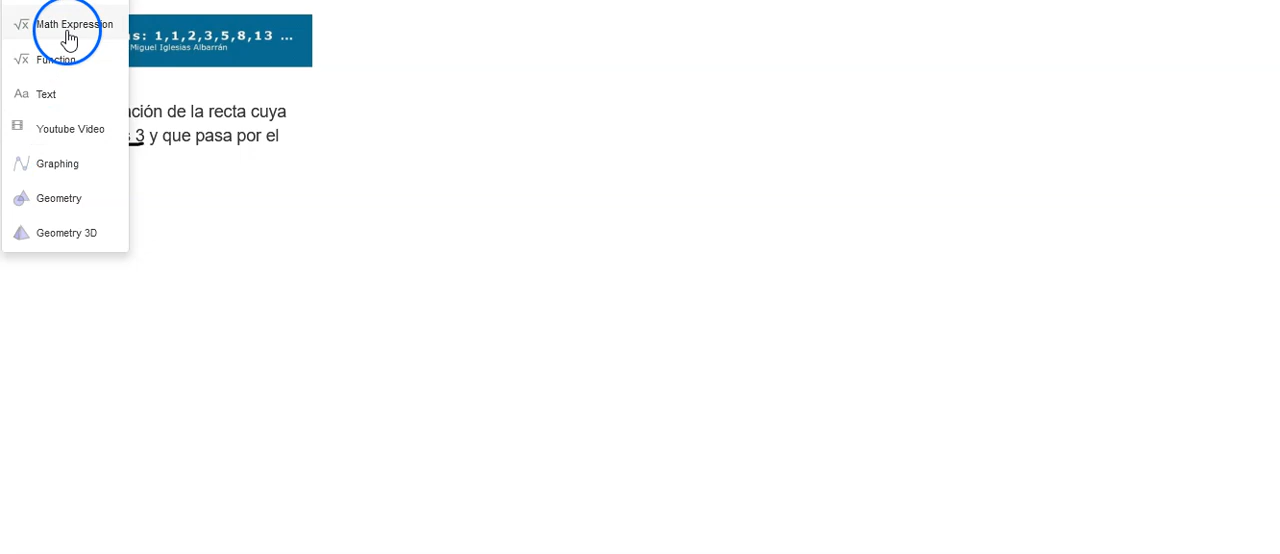 Math Expression
Function
Text
Youtube Video
Graphing
Geometry
Geometry 3D
1,1,2,3,5,8,13 ...
Miguel Iglesias Albarrán
de la recta cuya
3 y que pasa por el